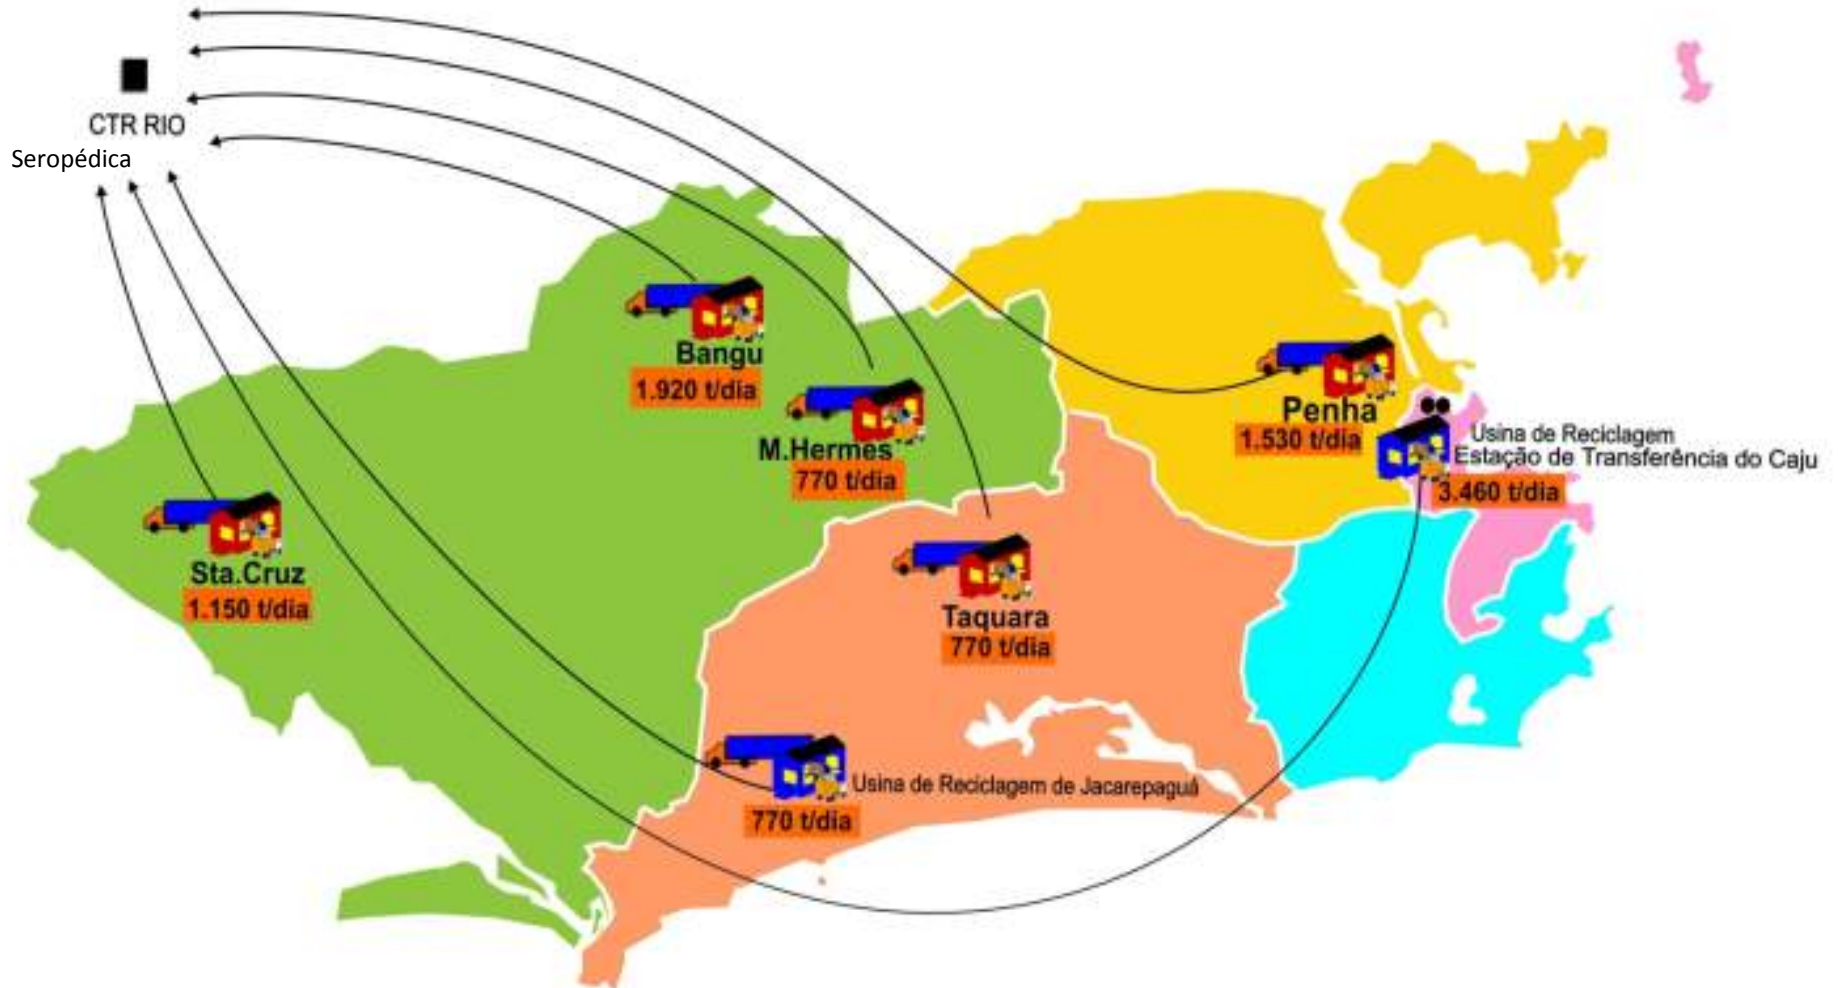 CTR RIO
Seropédica
Bangu
1.920 t/dia
M.Hermes
770 t/dia
Penha
1.530 t/dia
Usina de Reciclagem
Estação de Transferência do Caju
3.460 t/dia
Sta.Cruz
1.150 t/dia
Taquara
770 t/dia
Usina de Reciclagem de Jacarepaguá
770 t/dia